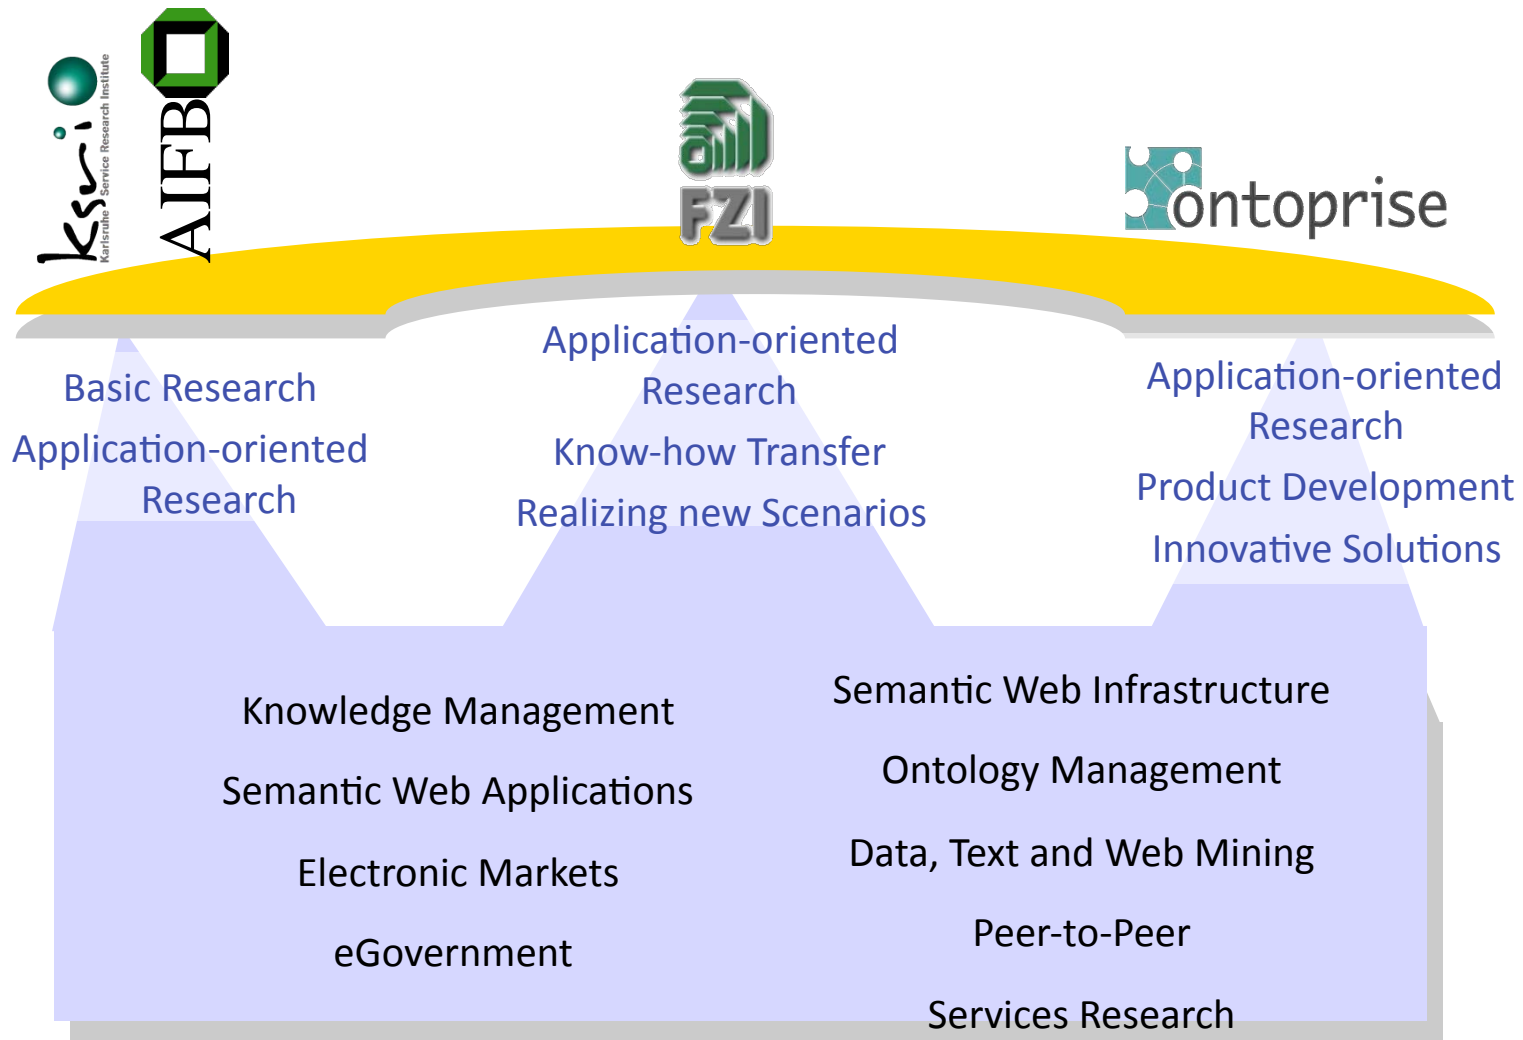 ksri
Karlsruhe Service Research Institute
AIFB
FZI
ontoprise
Basic Research
Application-oriented
Research
Application-oriented
Research
Know-how Transfer
Realizing new Scenarios
Application-oriented
Research
Product Development
Innovative Solutions
Knowledge Management
Semantic Web Applications
Electronic Markets
eGovernment
Semantic Web Infrastructure
Ontology Management
Data, Text and Web Mining
Peer-to-Peer
Services Research